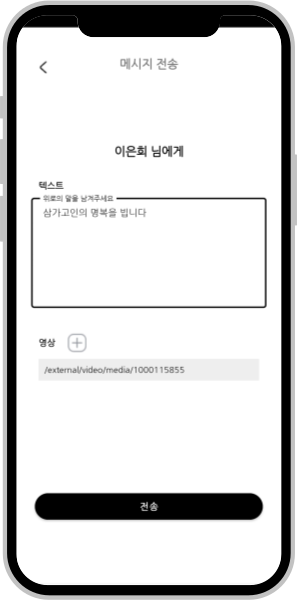 메시지 전송
이은희 님에게
텍스트
위로의 말을 남겨주세요
삼가고인의 명복을 빕니다
영상
/external/video/media/1000115855
전송